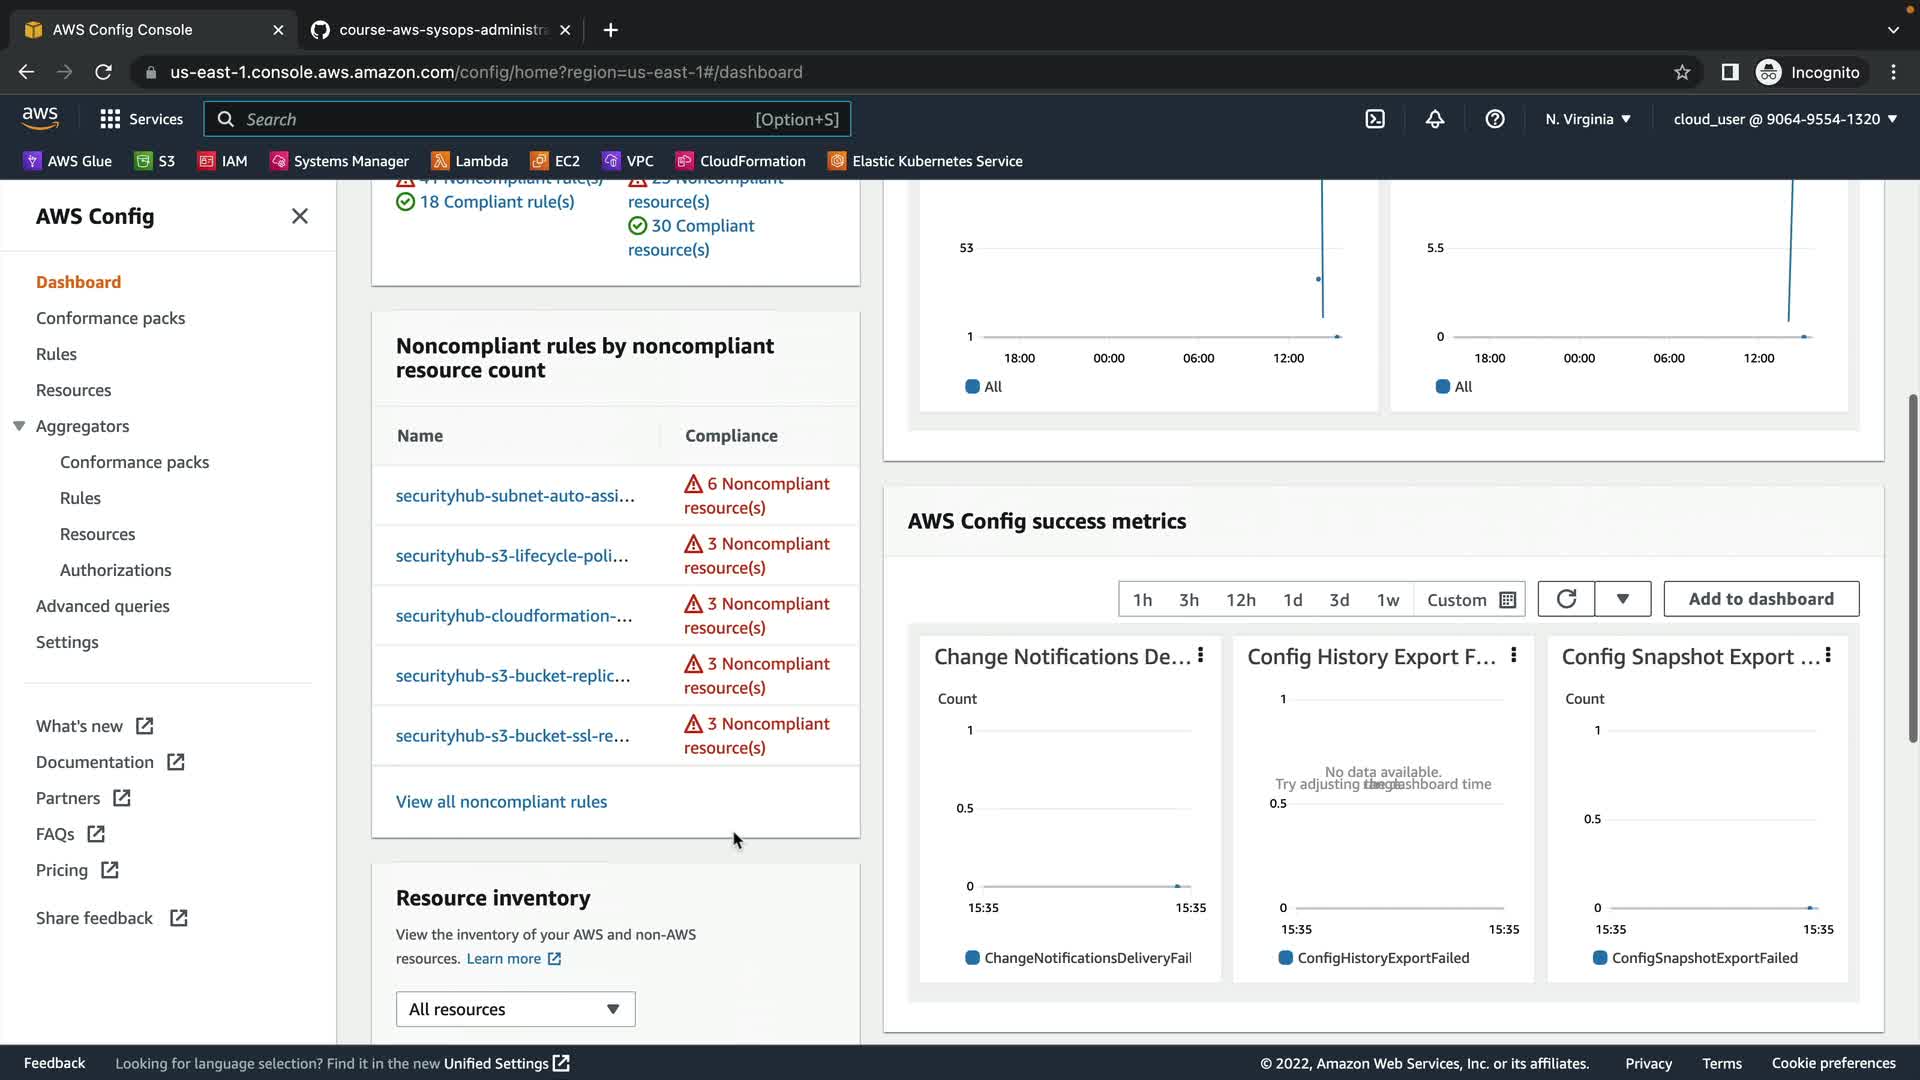 AWS Config Console
course-aws-sysops-administra
us-east-1.console.aws.amazon.com/config/home?region=us-east-1#/dashboard
Incognito
aws
Services
Search
[Option+S]
N. Virginia
cloud_user @ 9064-9554-1320
AWS Glue
S3
IAM
Systems Manager
Lambda
EC2
VPC
CloudFormation
Elastic Kubernetes Service
AWS Config
Dashboard
Conformance packs
Rules
Resources
Aggregators
Conformance packs
Rules
Resources
Authorizations
Advanced queries
Settings
What's new
Documentation
Partners
FAQs
Pricing
Share feedback
Noncompliant rule(s)
18 Compliant rule(s)
Noncompliant
resource(s)
30 Compliant
resource(s)
Noncompliant rules by noncompliant
resource count
Name
Compliance
securityhub-subnet-auto-assi...
6 Noncompliant
resource(s)
securityhub-s3-lifecycle-poli...
3 Noncompliant
resource(s)
securityhub-cloudformation-...
3 Noncompliant
resource(s)
securityhub-s3-bucket-replic...
3 Noncompliant
resource(s)
securityhub-s3-bucket-ssl-re...
3 Noncompliant
resource(s)
View all noncompliant rules
Resource inventory
View the inventory of your AWS and non-AWS
resources. Learn more
All resources
53
1
18:00 00:00 06:00 12:00
All
5.5
0
18:00 00:00 06:00 12:00
All
AWS Config success metrics
1h 3h 12h 1d 3d 1w Custom
Add to dashboard
Change Notifications De...
Count
1
0.5
0
15:35 15:35
ChangeNotificationsDeliveryFail
Config History Export F...
1
No data available.
Try adjusting the dashboard time
0.5
0
15:35 15:35
ConfigHistoryExportFailed
Config Snapshot Export ...
Count
1
0.5
0
15:35 15:35
ConfigSnapshotExportFailed
Feedback
Looking for language selection? Find it in the new Unified Settings
© 2022, Amazon Web Services, Inc. or its affiliates.
Privacy
Terms
Cookie preferences